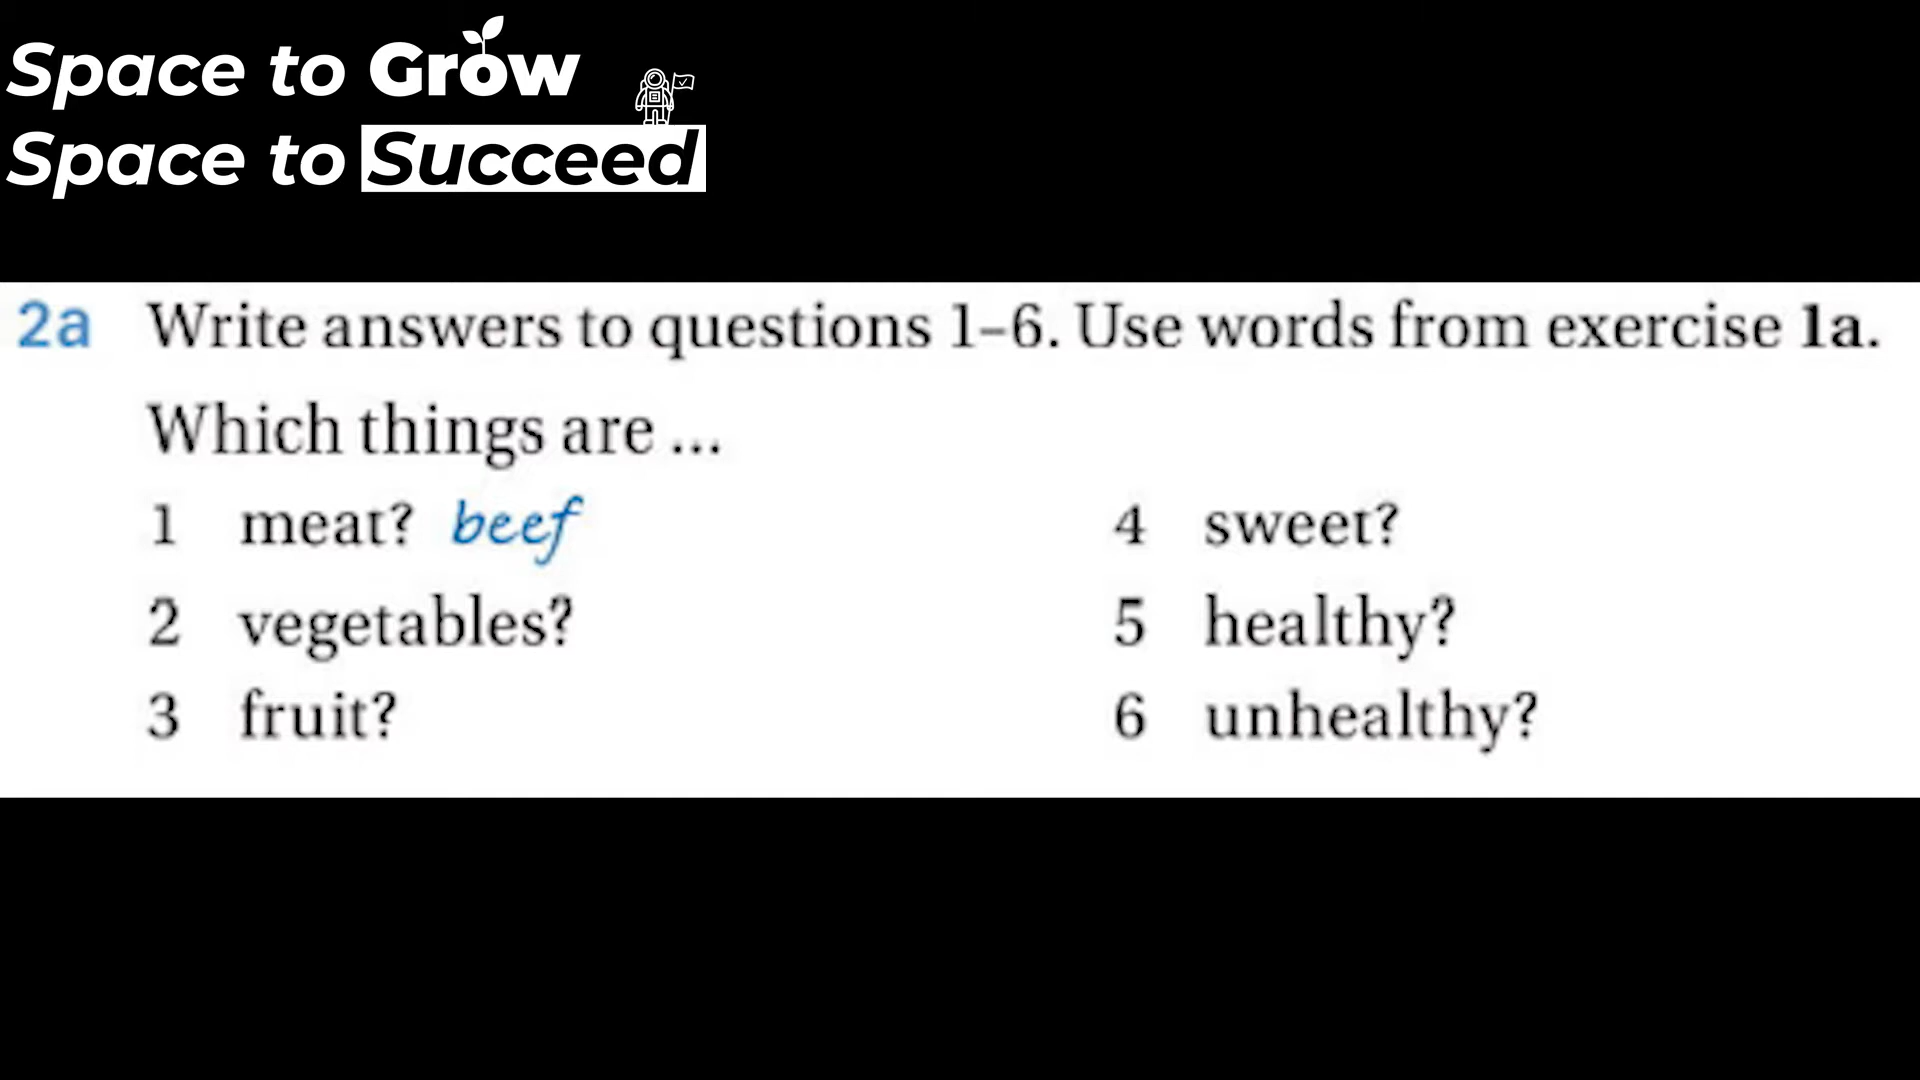 Space to Grow
Space to Succeed
2a Write answers to questions 1–6. Use words from exercise 1a.
Which things are ...
1 meat? beef
2 vegetables?
3 fruit?
4 sweet?
5 healthy?
6 unhealthy?